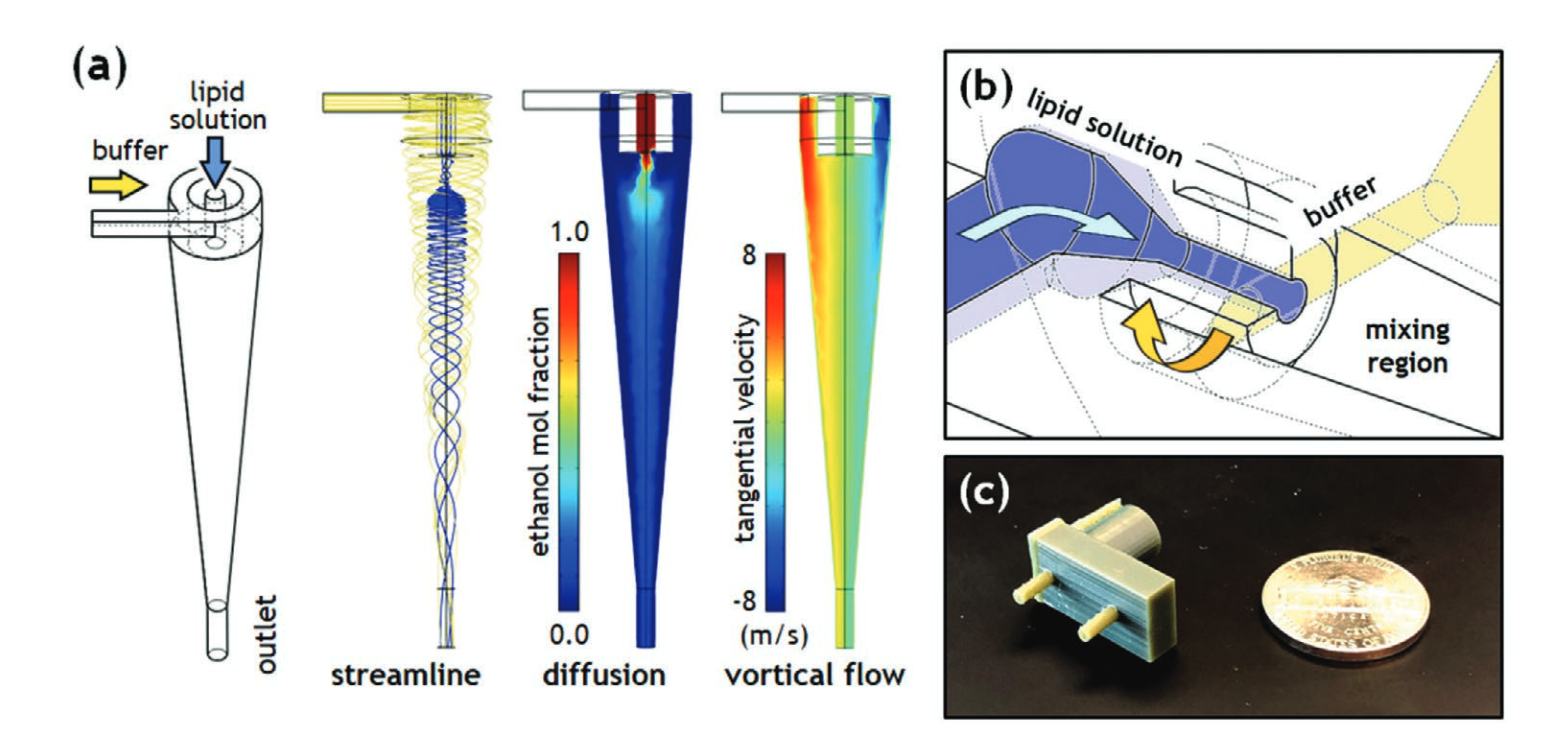 (a)
lipid
solution
buffer
outlet
streamline
1.0
ethanol mol fraction
0.0
diffusion
8
tangential velocity
-8
(m/s)
vortical flow
(b)
lipid solution
buffer
mixing
region
(c)